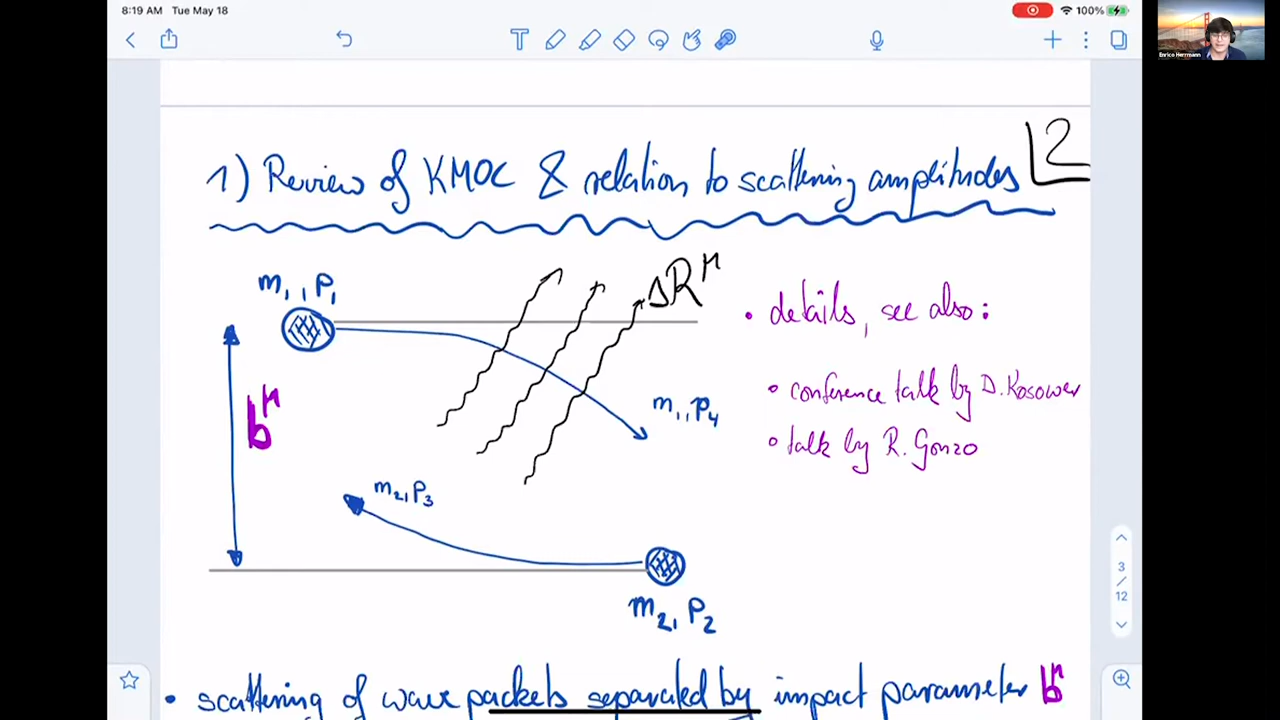 8:19 AM Tue May 18
100%
Enrico Herrmann
1) Review of KMOC & relation to scattering amplitudes
2
m₁, p₁
ΔR^μ
• details, see also:
b^μ
• conference talk by D. Kosower
m₁, p₄
• talk by R. Gonzo
m₂, p₃
3
/
12
m₂, p₂
• scattering of wave packets separated by impact parameter b^μ